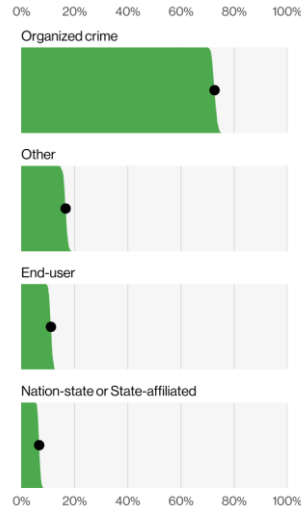 0% 20% 40% 60% 80% 100%
Organized crime
Other
End-user
Nation-state or State-affiliated
0% 20% 40% 60% 80% 100%